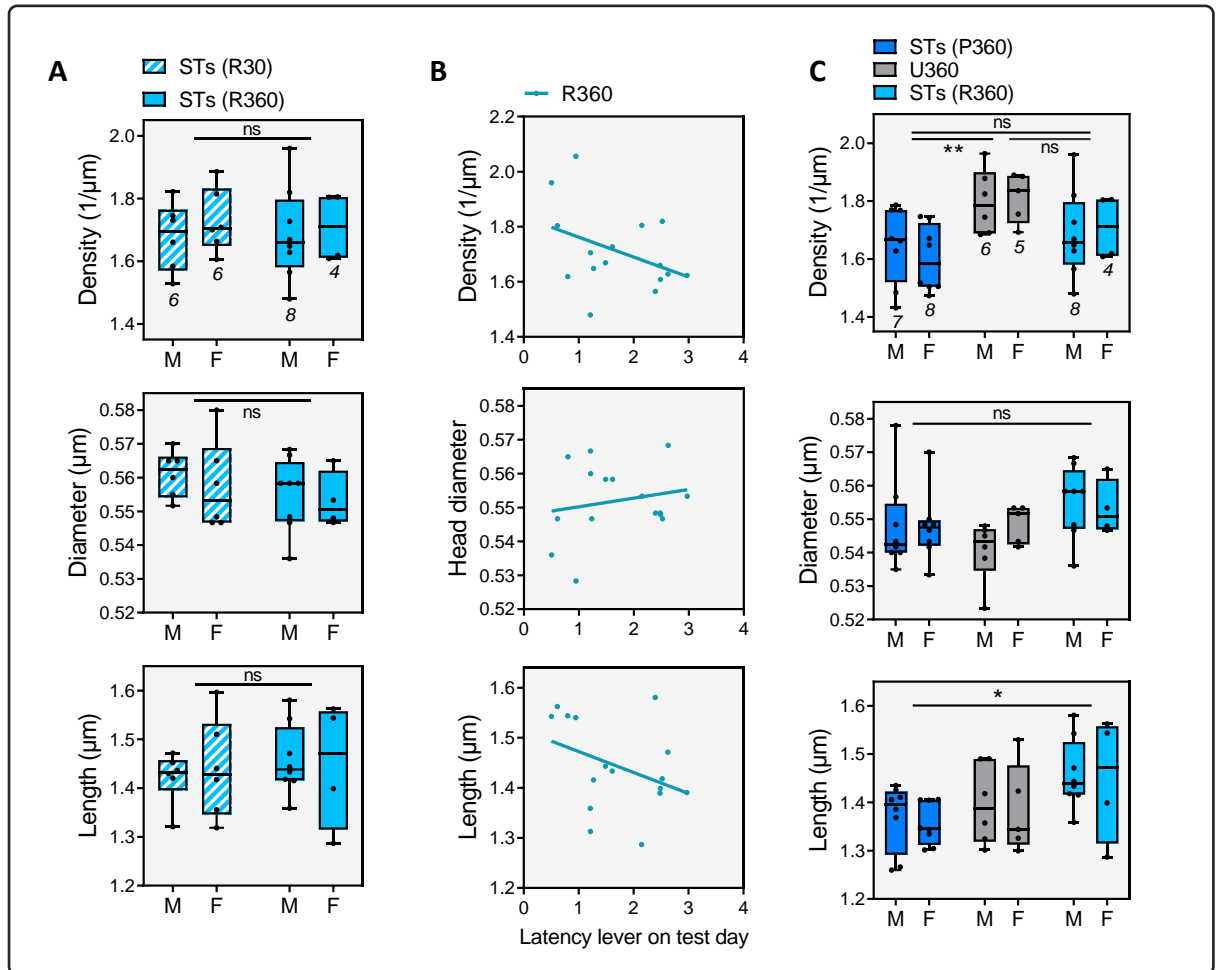 A
STs (R30)
STs (R360)
ns
Density (1/µm)
2.0
1.8
1.6
1.4
6
6
8
4
M F M F
ns
Diameter (µm)
0.58
0.57
0.56
0.55
0.54
0.53
0.52
M F M F
ns
Length (µm)
1.6
1.5
1.4
1.3
1.2
M F M F
B
R360
Density (1/µm)
2.2
2.0
1.8
1.6
1.4
0 1 2 3 4
Head diameter
0.58
0.57
0.56
0.55
0.54
0.53
0.52
0 1 2 3 4
Length (µm)
1.6
1.5
1.4
1.3
1.2
0 1 2 3 4
Latency lever on test day
C
STs (P360)
U360
STs (R360)
ns
** ns
Density (1/µm)
2.0
1.8
1.6
1.4
7
8
6
5
8
4
M F M F M F
ns
Diameter (µm)
0.58
0.57
0.56
0.55
0.54
0.53
0.52
M F M F M F
*
Length (µm)
1.6
1.5
1.4
1.3
1.2
M F M F M F